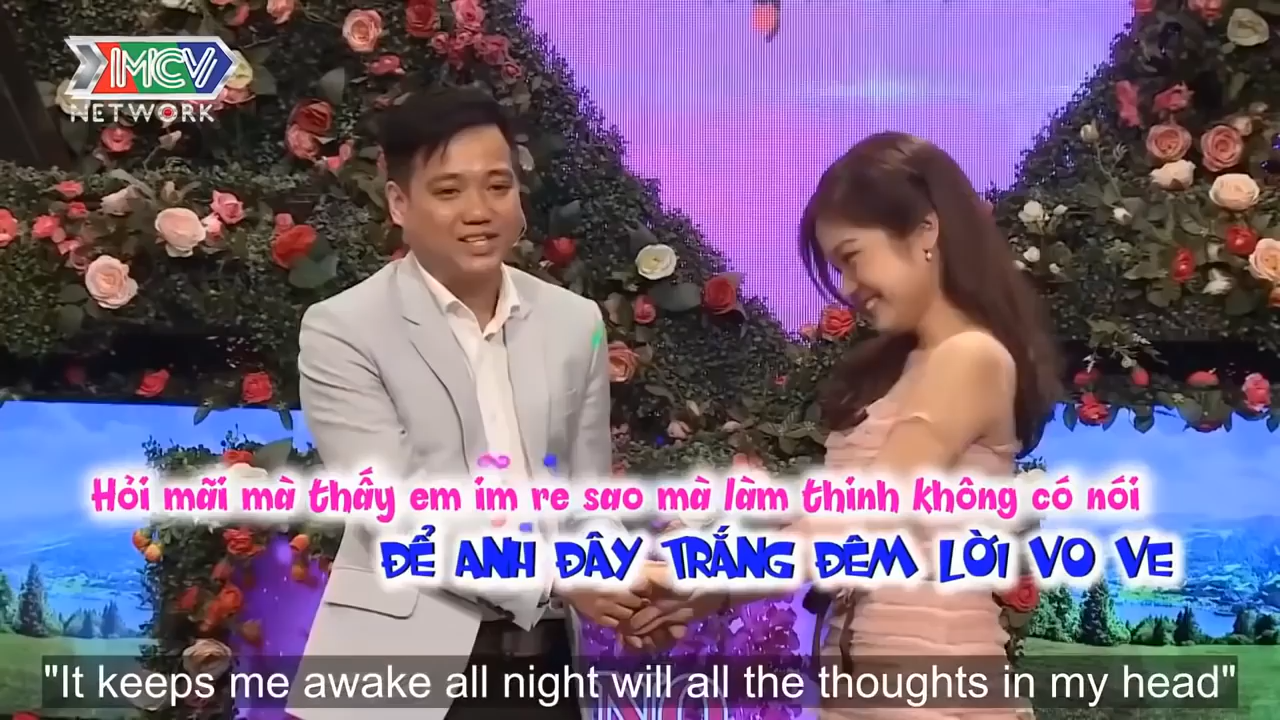 MCV
NETWORK
Hỏi mãi mà thấy em im re sao mà làm thinh không có nói
ĐỂ ANH ĐÂY TRẮNG ĐÊM LỜI VO VE
"It keeps me awake all night will all the thoughts in my head"